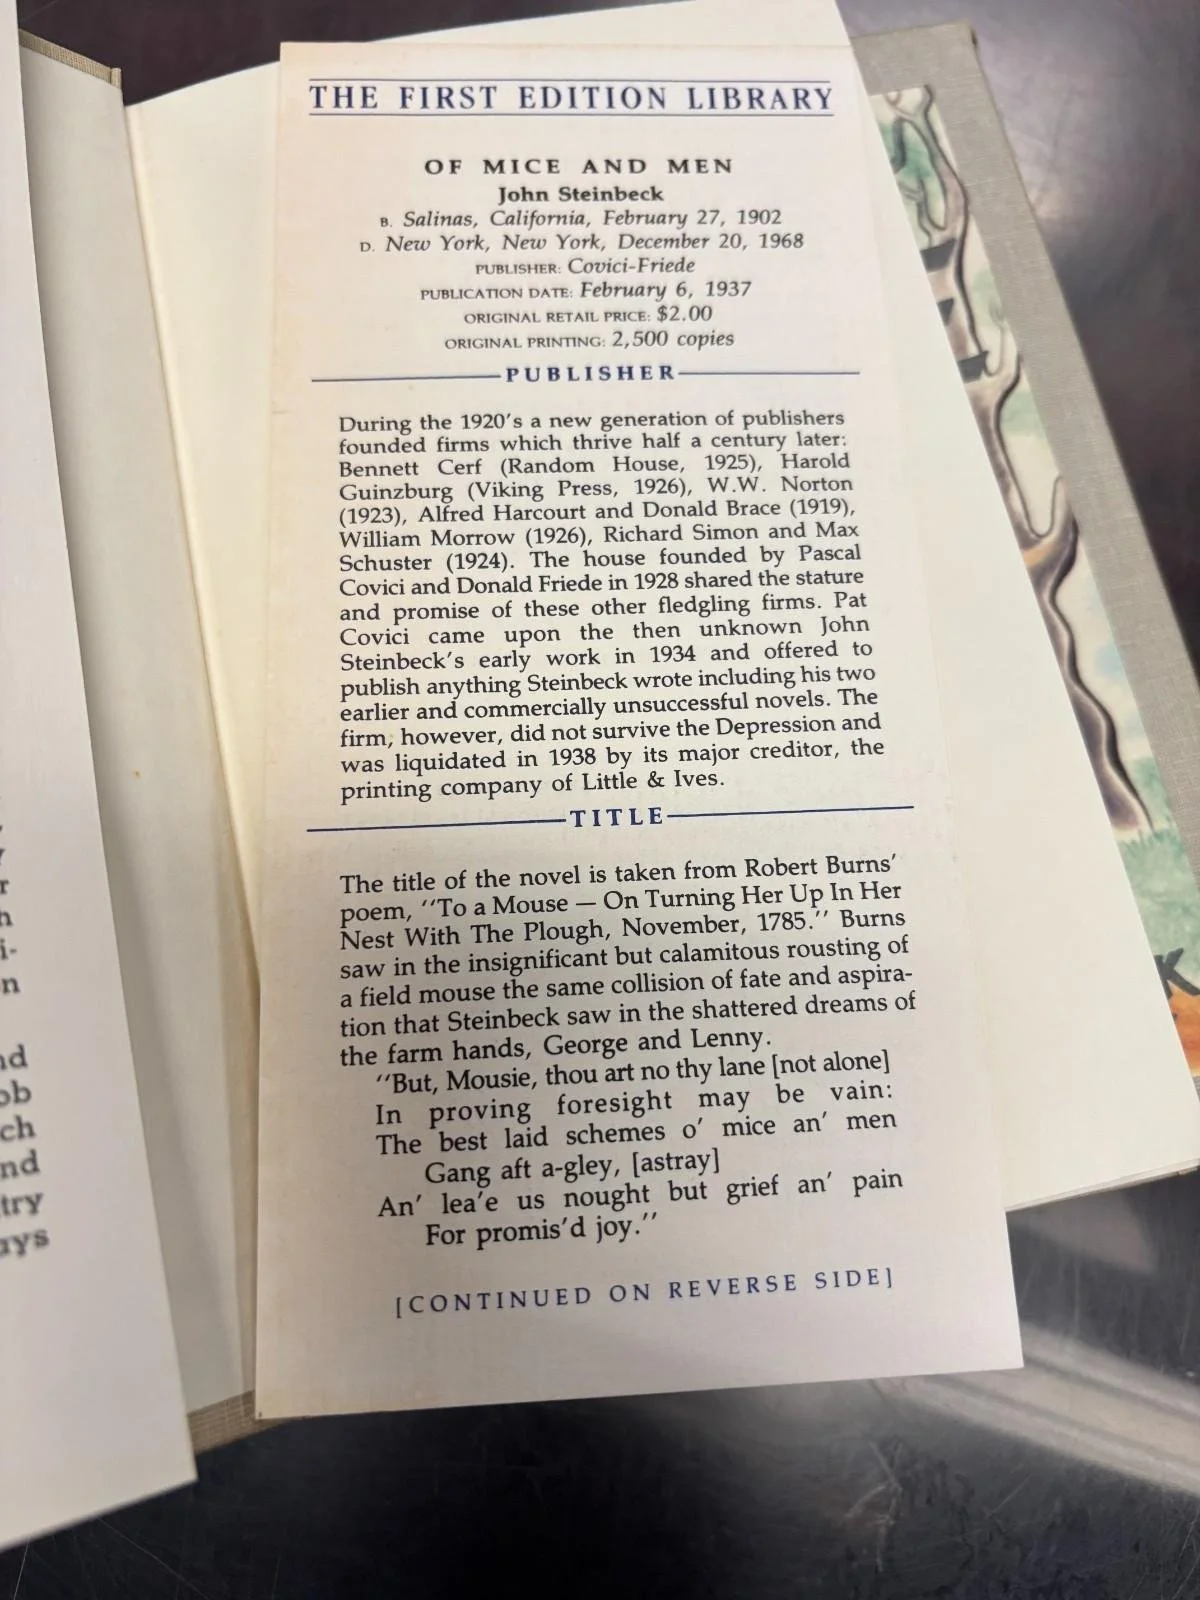 THE FIRST EDITION LIBRARY
OF MICE AND MEN
John Steinbeck
B. Salinas, California, February 27, 1902
D. New York, New York, December 20, 1968
PUBLISHER: Covici-Friede
PUBLICATION DATE: February 6, 1937
ORIGINAL RETAIL PRICE: $2.00
ORIGINAL PRINTING: 2,500 copies
PUBLISHER
During the 1920's a new generation of publishers
founded firms which thrive half a century later:
Bennett Cerf (Random House, 1925), Harold
Guinzburg (Viking Press, 1926), W.W. Norton
(1923), Alfred Harcourt and Donald Brace (1919),
William Morrow (1926), Richard Simon and Max
Schuster (1924). The house founded by Pascal
Covici and Donald Friede in 1928 shared the stature
and promise of these other fledgling firms. Pat
Covici came upon the then unknown John
Steinbeck's early work in 1934 and offered to
publish anything Steinbeck wrote including his two
earlier and commercially unsuccessful novels. The
firm, however, did not survive the Depression and
was liquidated in 1938 by its major creditor, the
printing company of Little & Ives.
TITLE
The title of the novel is taken from Robert Burns'
poem, "To a Mouse — On Turning Her Up In Her
Nest With The Plough, November, 1785." Burns
saw in the insignificant but calamitous rousting of
a field mouse the same collision of fate and aspira-
tion that Steinbeck saw in the shattered dreams of
the farm hands, George and Lenny.
"But, Mousie, thou art no thy lane [not alone]
In proving foresight may be vain:
The best laid schemes o' mice an' men
Gang aft a-gley, [astray]
An' lea'e us nought but grief an' pain
For promis'd joy."
[CONTINUED ON REVERSE SIDE]